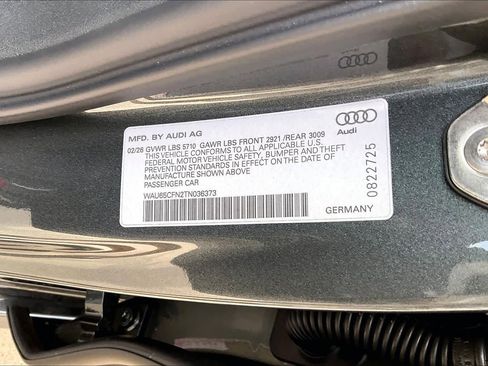 MFD. BY AUDI AG
02/26 GVWR LBS 5710 GAWR LBS FRONT 2921 /REAR 3009
THIS VEHICLE CONFORMS TO ALL APPLICABLE U.S.
FEDERAL MOTOR VEHICLE SAFETY, BUMPER AND THEFT
PREVENTION STANDARDS IN EFFECT ON THE DATE OF
MANUFACTURE SHOWN ABOVE
PASSENGER CAR
WAU65CFN2TN036373
Audi
0822725
GERMANY